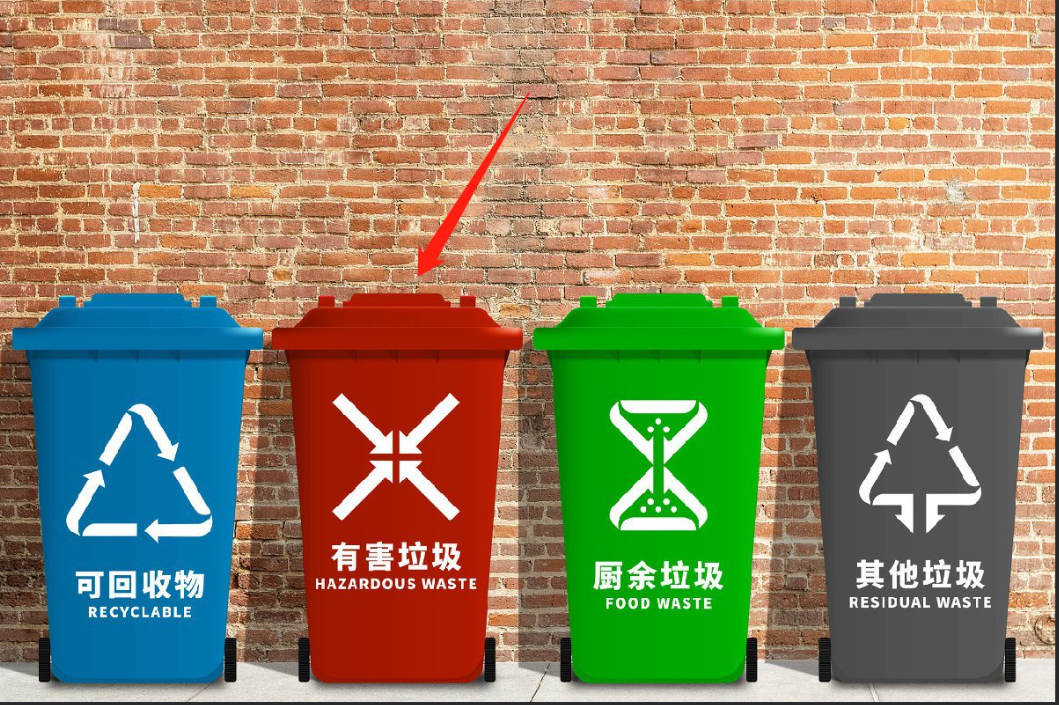 可回收物
RECYCLABLE
有害垃圾
HAZARDOUS WASTE
厨余垃圾
FOOD WASTE
其他垃圾
RESIDUAL WASTE